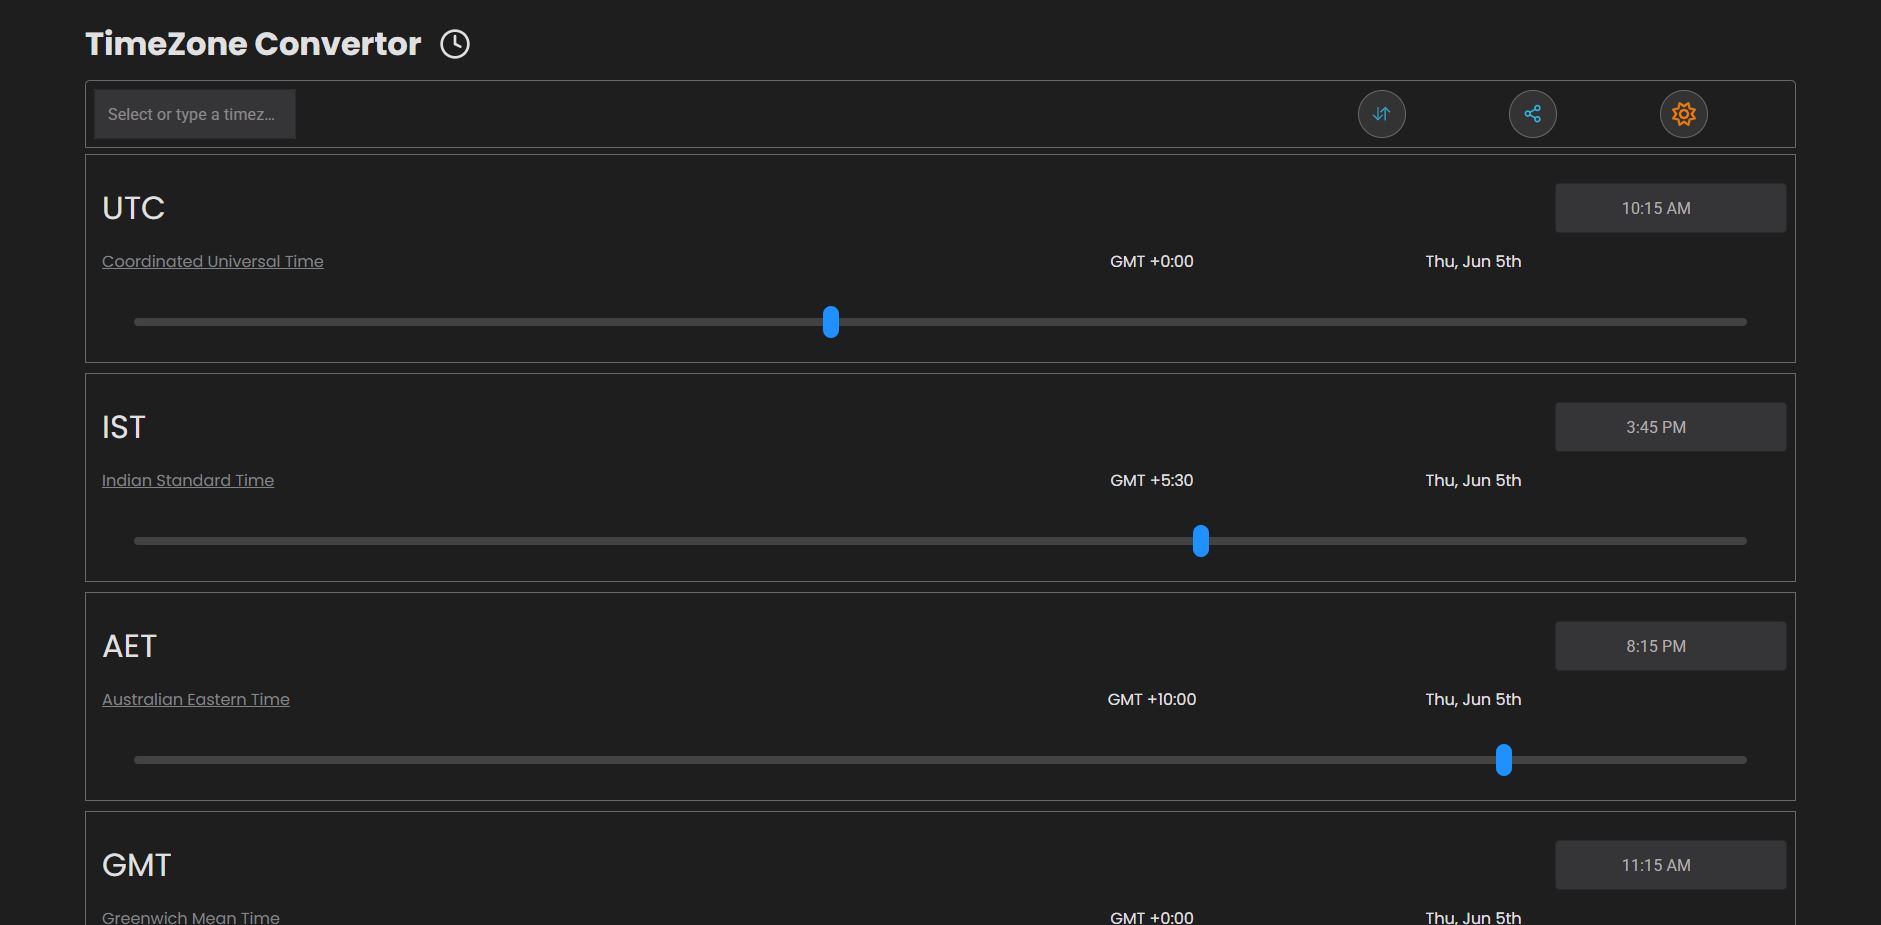 TimeZone Convertor
Select or type a timez...
UTC
10:15 AM
Coordinated Universal Time
GMT +0:00
Thu, Jun 5th
IST
3:45 PM
Indian Standard Time
GMT +5:30
Thu, Jun 5th
AET
8:15 PM
Australian Eastern Time
GMT +10:00
Thu, Jun 5th
GMT
11:15 AM
Greenwich Mean Time
GMT +0:00
Thu, Jun 5th